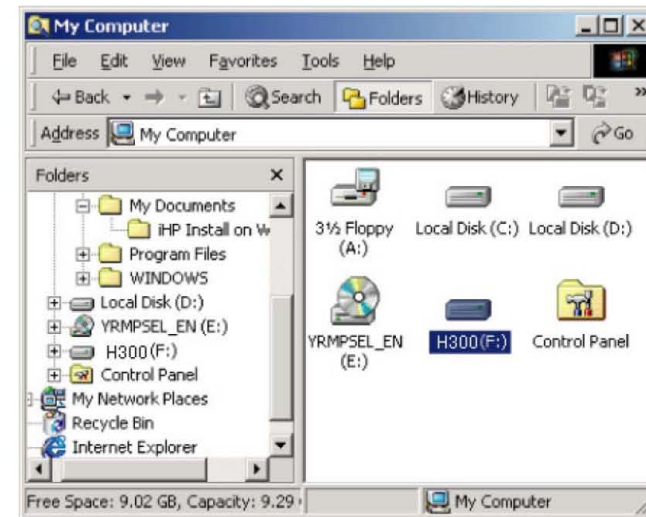 My Computer
File Edit View Favorites Tools Help
Back Search Folders History »
Address My Computer Go
Folders
My Documents
iHP Install on W
Program Files
WINDOWS
Local Disk (D:)
YRMPSEL_EN (E:)
H300(F:)
Control Panel
My Network Places
Recycle Bin
Internet Explorer
3½ Floppy
(A:)
Local Disk (C:)
Local Disk (D:)
YRMPSEL_EN
(E:)
H300(F:)
Control Panel
Free Space: 9.02 GB, Capacity: 9.29
My Computer